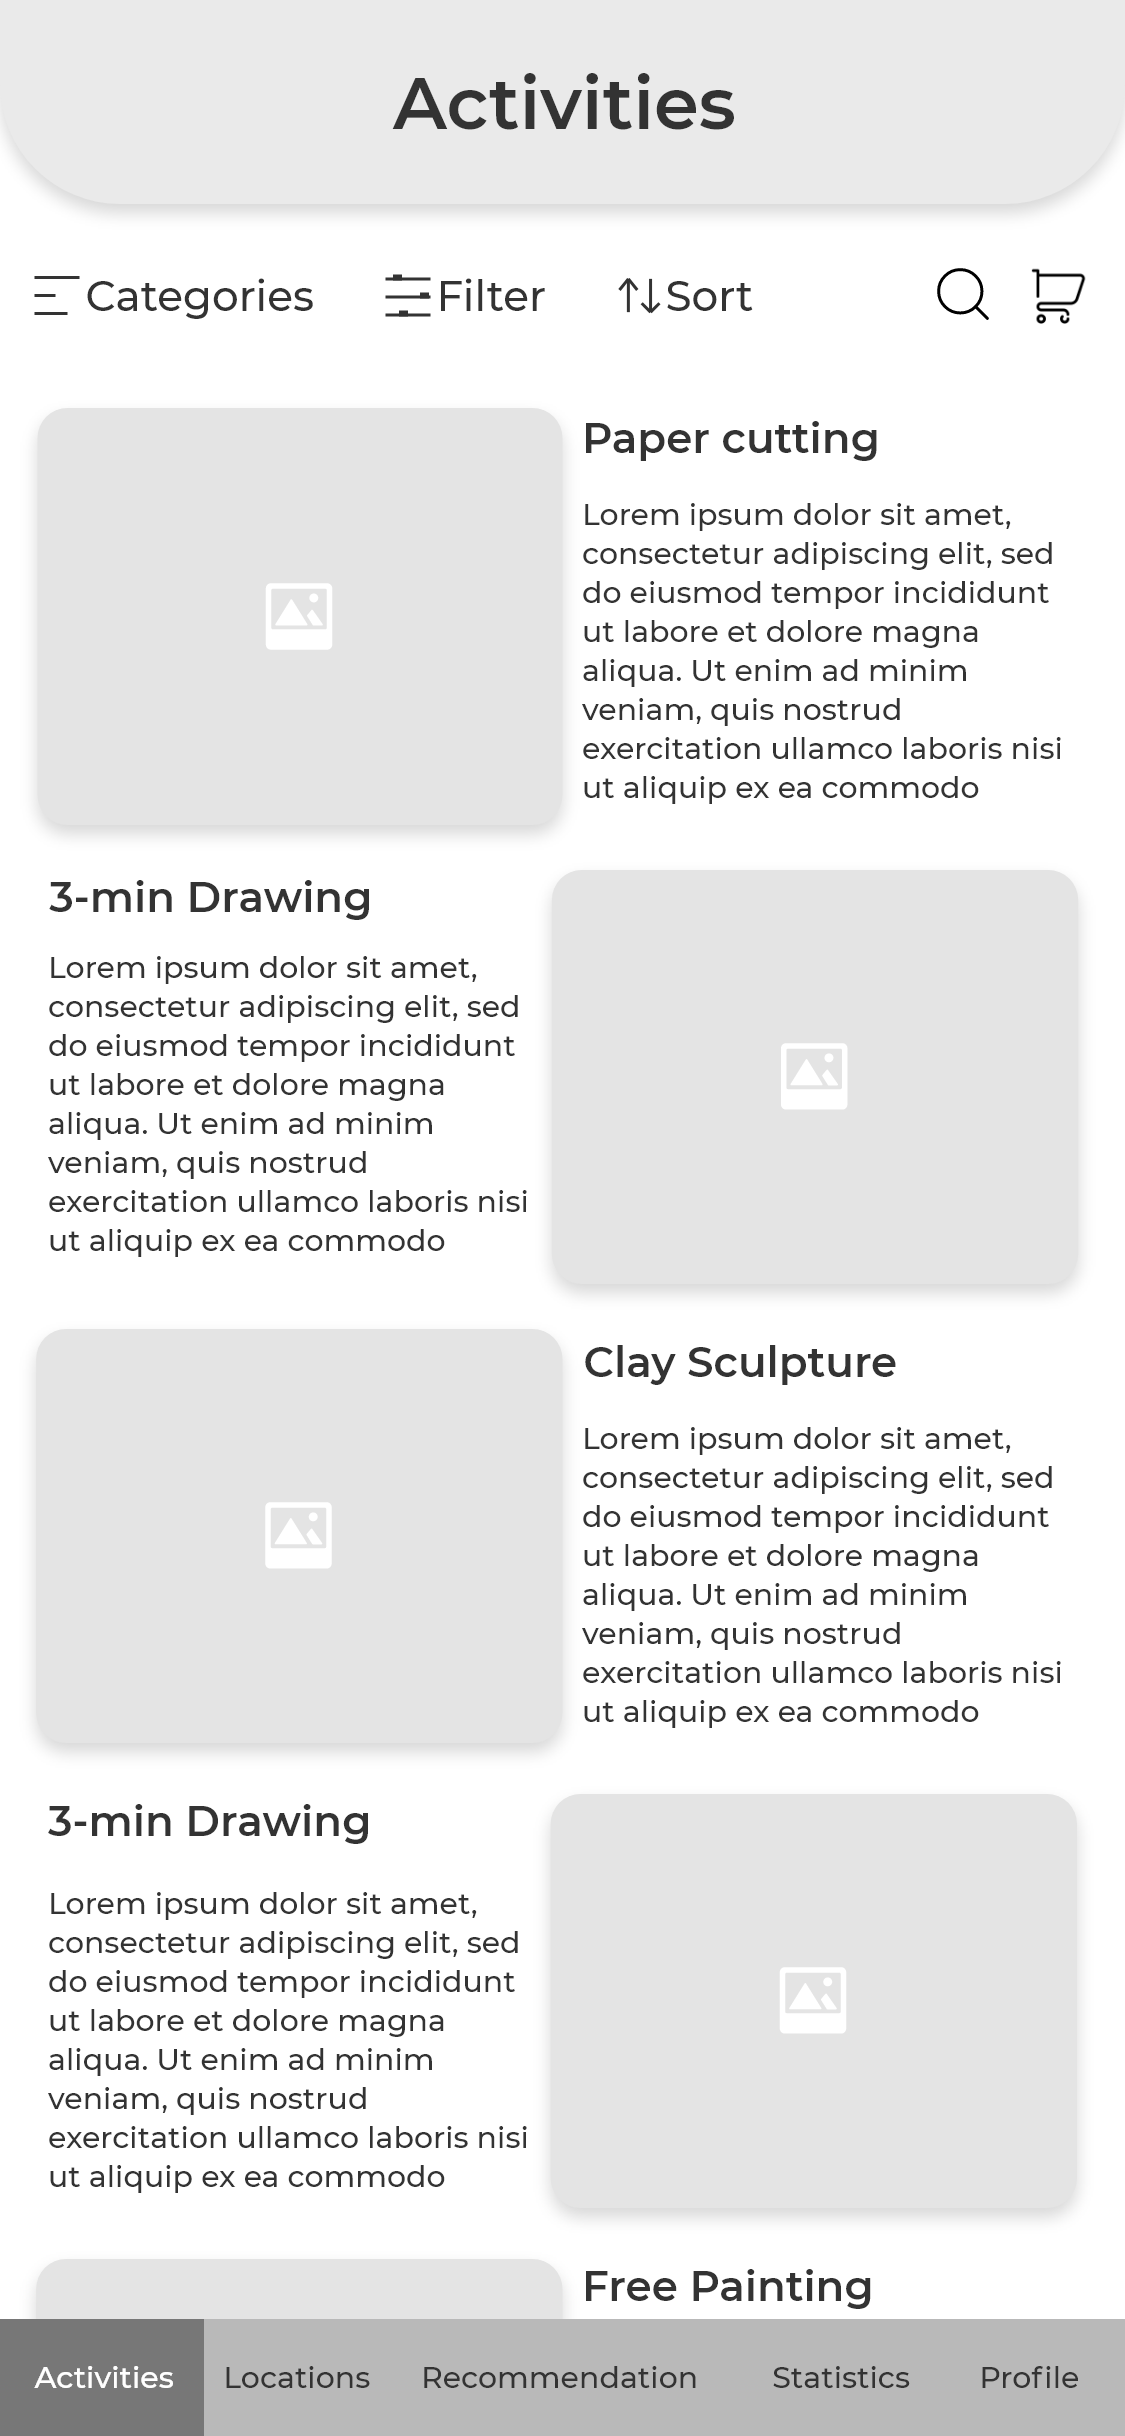 Activities
Categories Filter Sort
Paper cutting
Lorem ipsum dolor sit amet,
consectetur adipiscing elit, sed
do eiusmod tempor incididunt
ut labore et dolore magna
aliqua. Ut enim ad minim
veniam, quis nostrud
exercitation ullamco laboris nisi
ut aliquip ex ea commodo
3-min Drawing
Lorem ipsum dolor sit amet,
consectetur adipiscing elit, sed
do eiusmod tempor incididunt
ut labore et dolore magna
aliqua. Ut enim ad minim
veniam, quis nostrud
exercitation ullamco laboris nisi
ut aliquip ex ea commodo
Clay Sculpture
Lorem ipsum dolor sit amet,
consectetur adipiscing elit, sed
do eiusmod tempor incididunt
ut labore et dolore magna
aliqua. Ut enim ad minim
veniam, quis nostrud
exercitation ullamco laboris nisi
ut aliquip ex ea commodo
3-min Drawing
Lorem ipsum dolor sit amet,
consectetur adipiscing elit, sed
do eiusmod tempor incididunt
ut labore et dolore magna
aliqua. Ut enim ad minim
veniam, quis nostrud
exercitation ullamco laboris nisi
ut aliquip ex ea commodo
Free Painting
Activities Locations Recommendation Statistics Profile